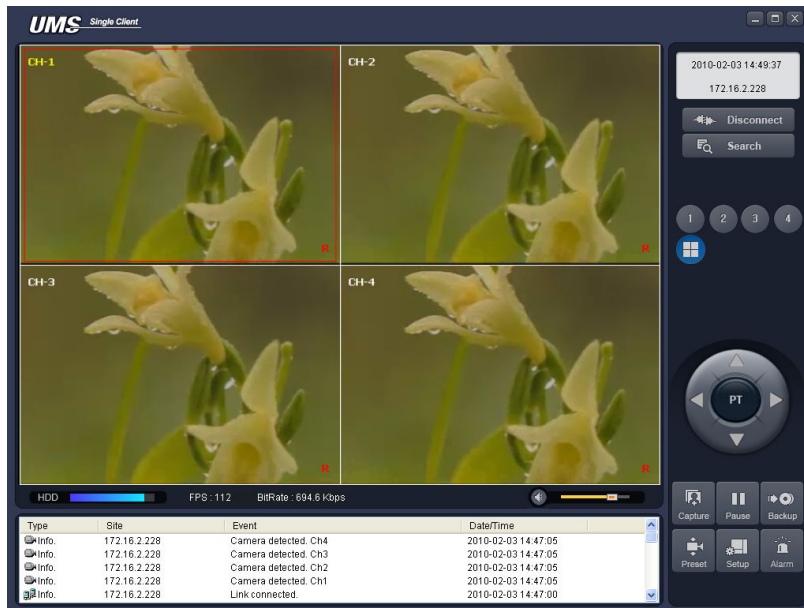 UMS Single Client
CH-1
CH-2
R
R
CH-3
CH-4
R
R
HDD
FPS : 112
BitRate : 694.6 Kbps
Type Site Event Date/Time
Info. 172.16.2.228 Camera detected. Ch4 2010-02-03 14:47:05
Info. 172.16.2.228 Camera detected. Ch3 2010-02-03 14:47:05
Info. 172.16.2.228 Camera detected. Ch2 2010-02-03 14:47:05
Info. 172.16.2.228 Camera detected. Ch1 2010-02-03 14:47:05
Info. 172.16.2.228 Link connected. 2010-02-03 14:47:00
2010-02-03 14:49:37
172.16.2.228
Disconnect
Search
1 2 3 4
PT
Capture Pause Backup
Preset Setup Alarm